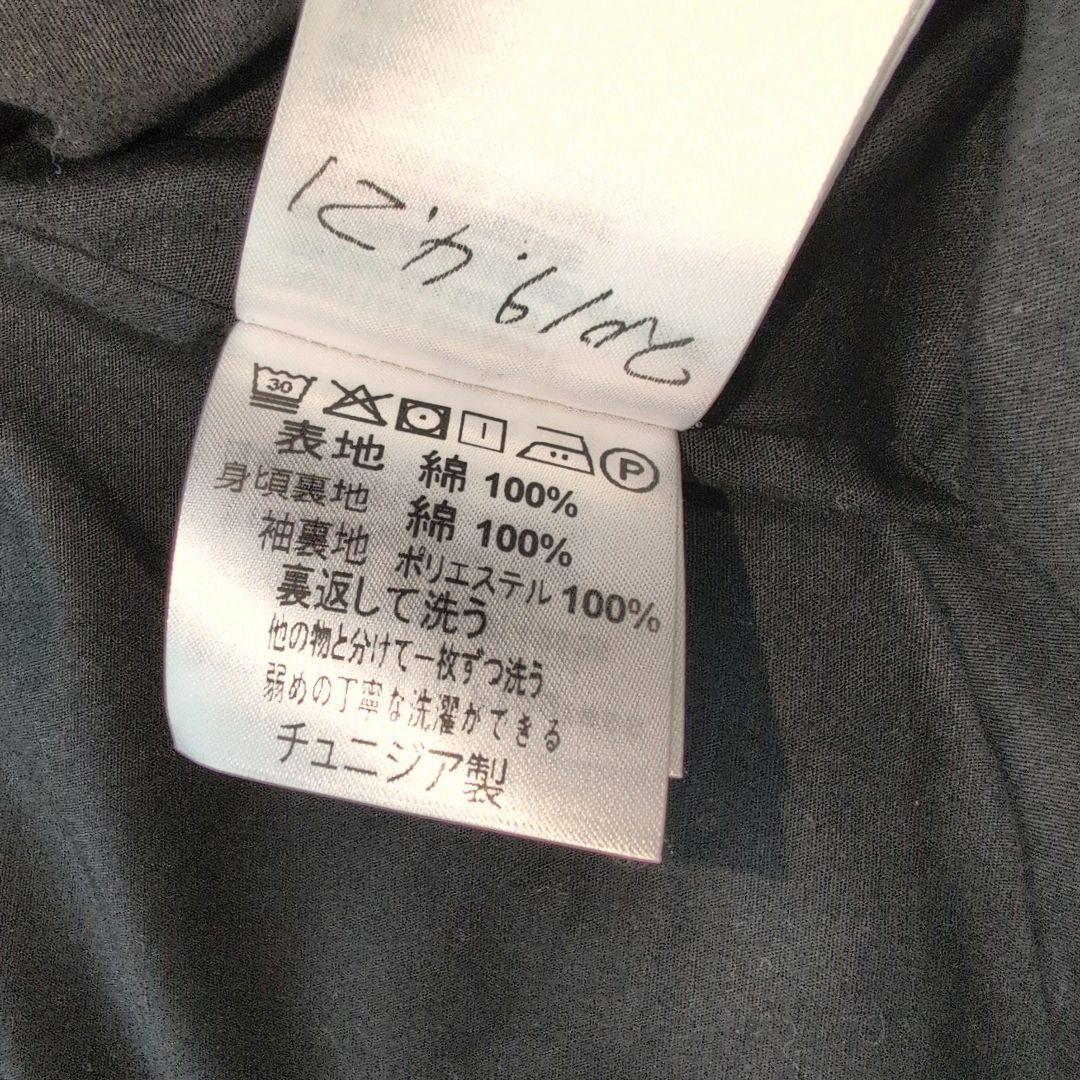 2019.4.21
30 P
表地 綿 100%
身頃裏地 綿 100%
袖裏地 ポリエステル 100%
裏返して洗う
他の物と分けて一枚ずつ洗う
弱めの丁寧な洗濯ができる
チュニジア製